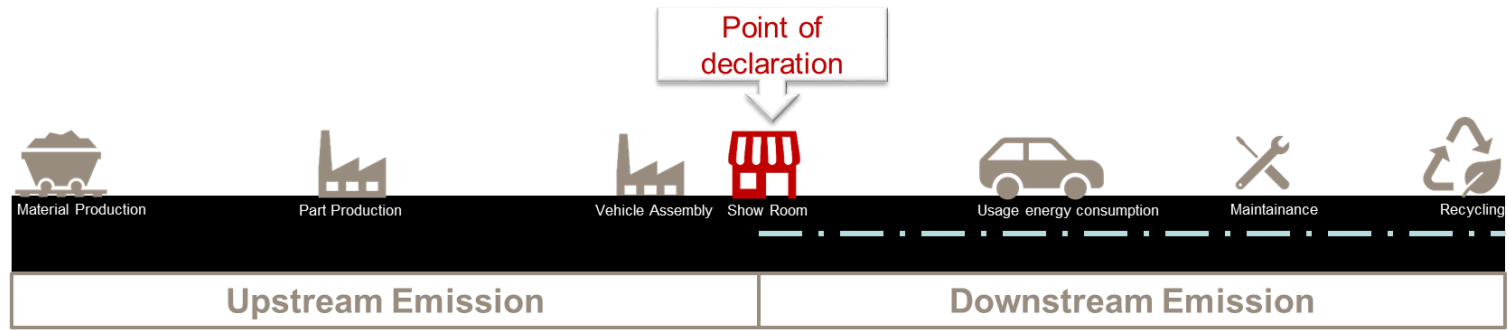 Point of
declaration
Material Production
Part Production
Vehicle Assembly
Show Room
Usage energy consumption
Maintainance
Recycling
Upstream Emission
Downstream Emission